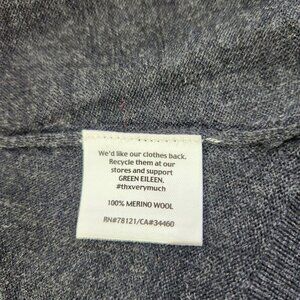 We'd like our clothes back.
Recycle them at our
stores and support
GREEN EILEEN.
#thxverymuch
100% MERINO WOOL
RN#78121/CA#34460